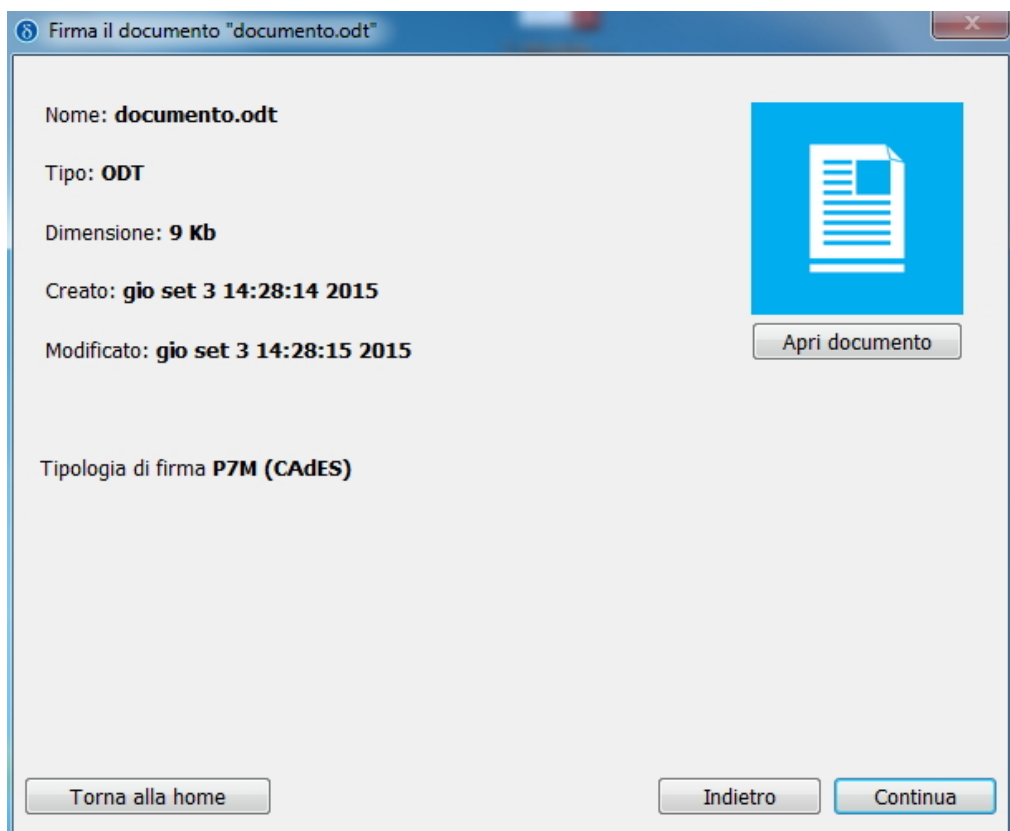 Firma il documento "documento.odt"
Nome: documento.odt
Tipo: ODT
Dimensione: 9 Kb
Creato: gio set 3 14:28:14 2015
Modificato: gio set 3 14:28:15 2015
Apri documento
Tipologia di firma P7M (CAdES)
Torna alla home
Indietro
Continua